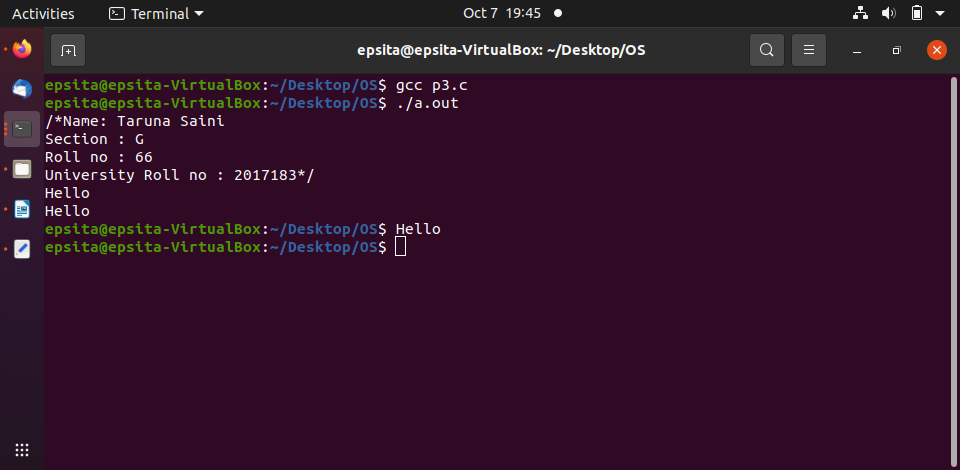 Activities
Terminal
Oct 7 19:45
epsita@epsita-VirtualBox: ~/Desktop/OS
epsita@epsita-VirtualBox:~/Desktop/OS$ gcc p3.c
epsita@epsita-VirtualBox:~/Desktop/OS$ ./a.out
/*Name: Taruna Saini
Section : G
Roll no : 66
University Roll no : 2017183*/
Hello
Hello
epsita@epsita-VirtualBox:~/Desktop/OS$ Hello
epsita@epsita-VirtualBox:~/Desktop/OS$